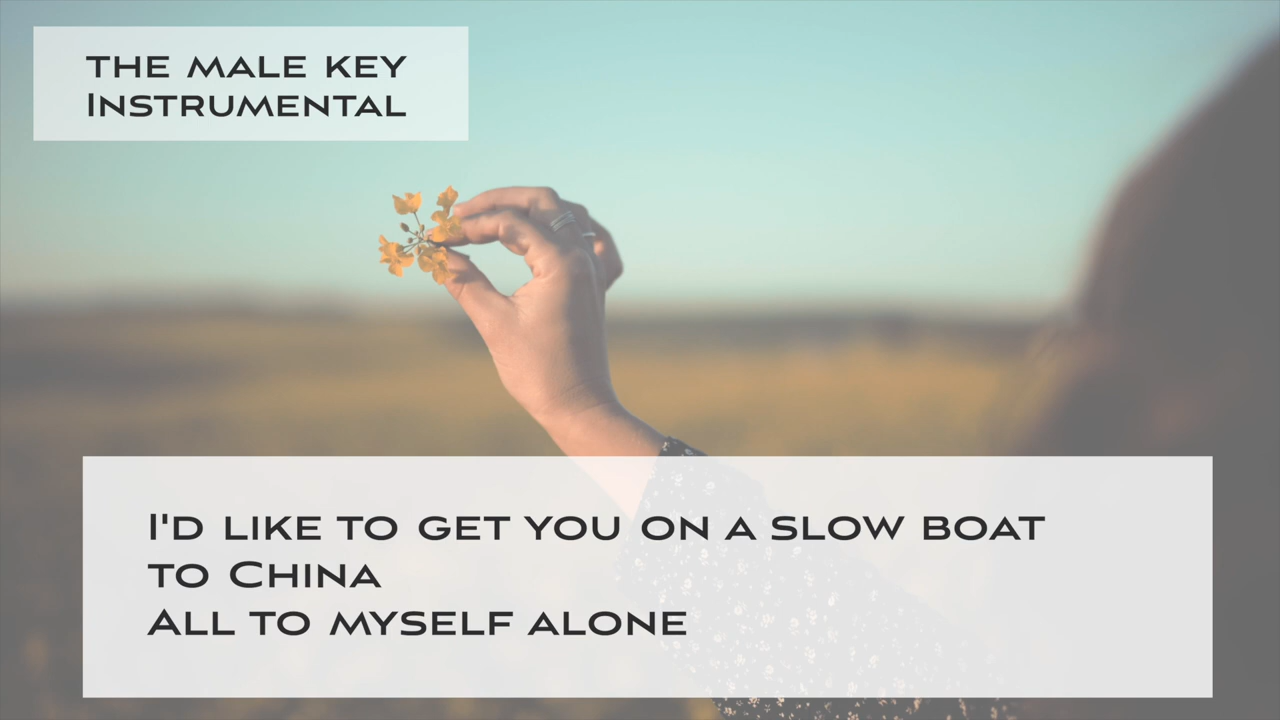 THE MALE KEY
INSTRUMENTAL
I'D LIKE TO GET YOU ON A SLOW BOAT
TO CHINA
ALL TO MYSELF ALONE